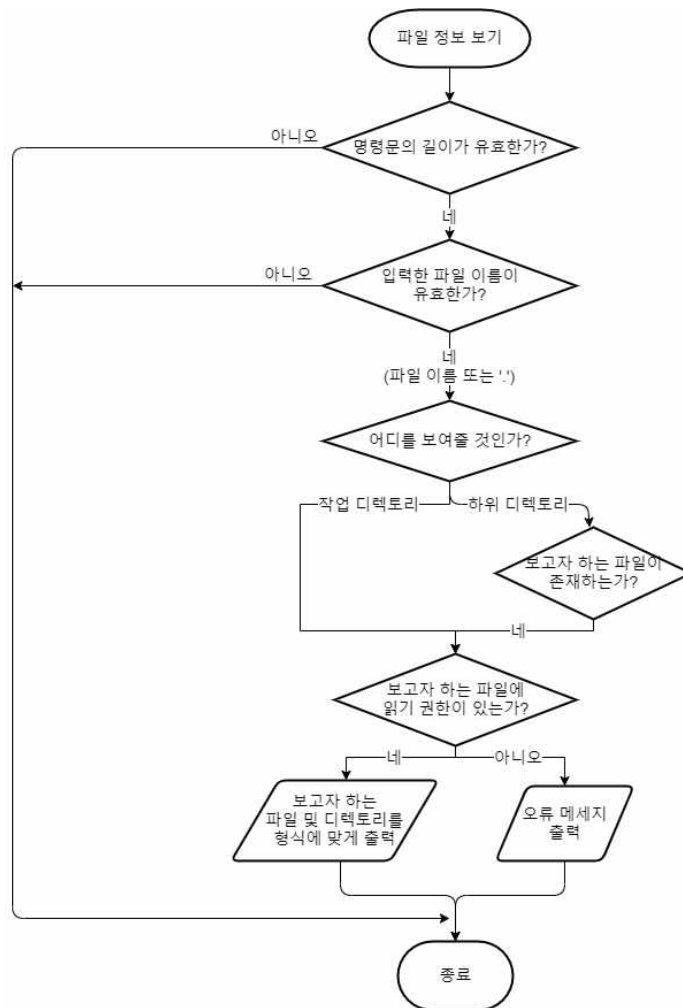 파일 정보 보기
아니오
명령문의 길이가 유효한가?
네
아니오
입력한 파일 이름이
유효한가?
네
(파일 이름 또는 '.')
어디를 보여줄 것인가?
작업 디렉토리
하위 디렉토리
보고자 하는 파일이
존재하는가?
네
보고자 하는 파일에
읽기 권한이 있는가?
네
아니오
보고자 하는
파일 및 디렉토리를
형식에 맞게 출력
오류 메세지
출력
종료